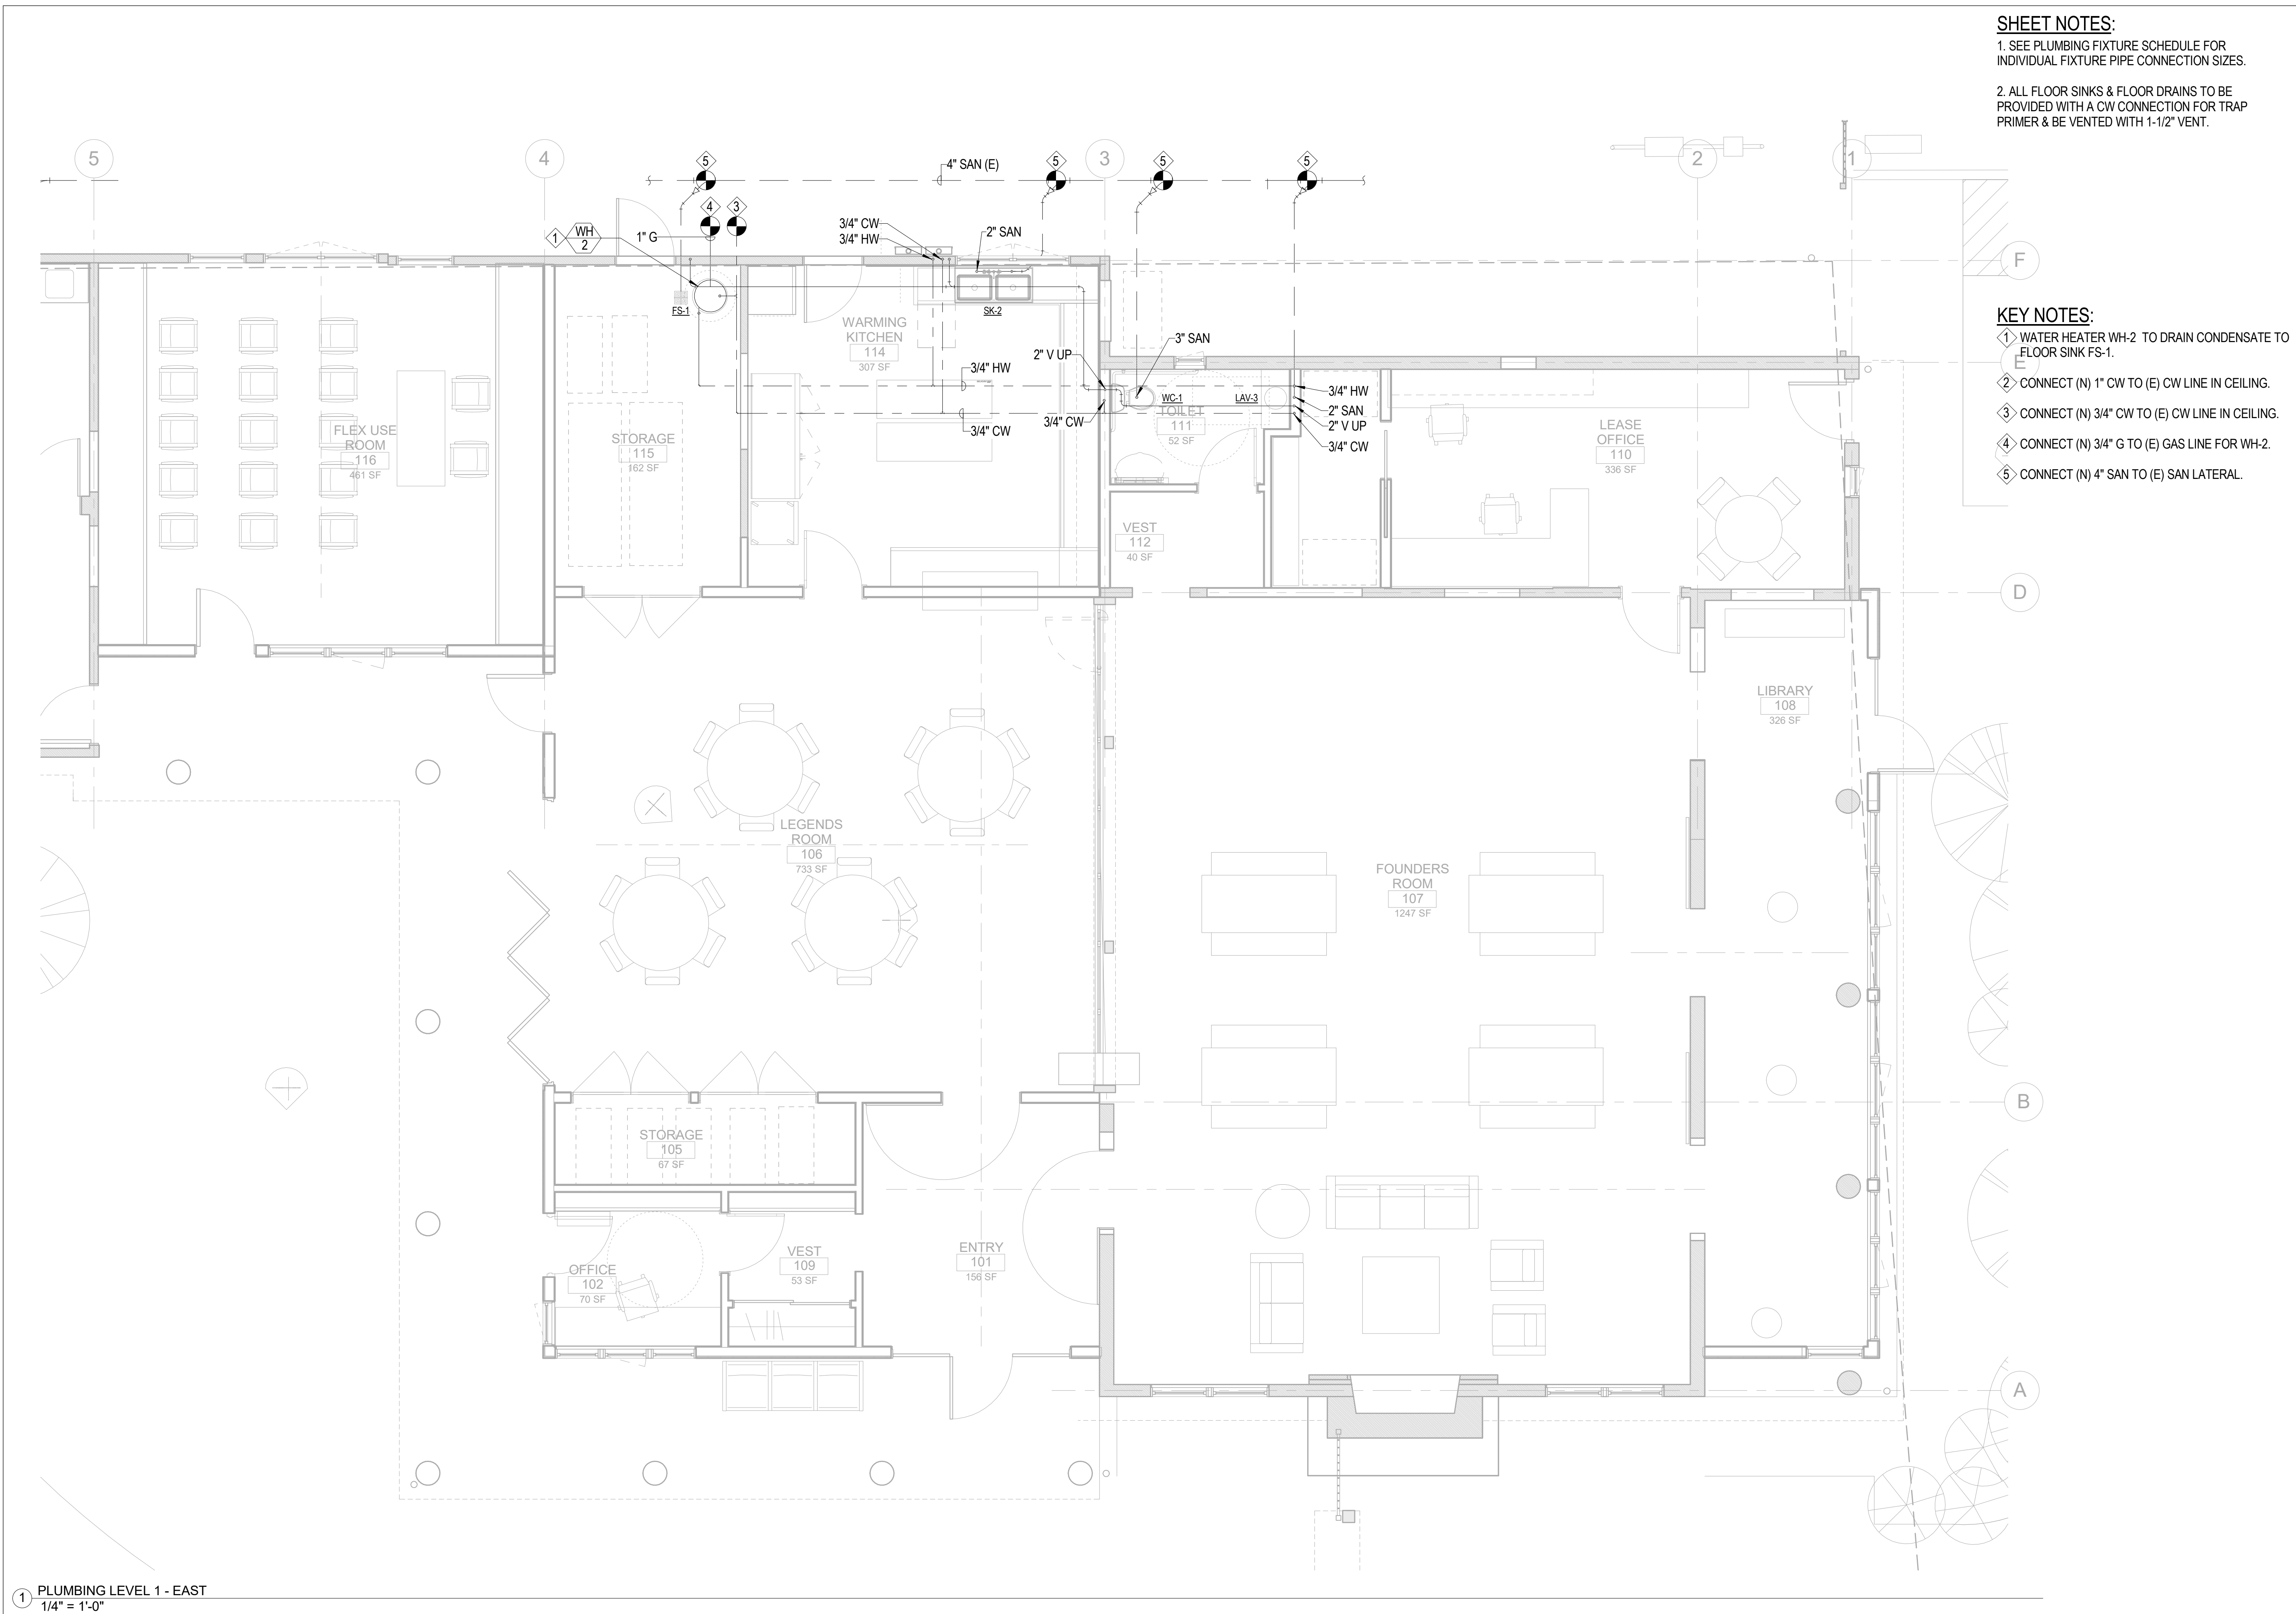 SHEET NOTES:
1. SEE PLUMBING FIXTURE SCHEDULE FOR
INDIVIDUAL FIXTURE PIPE CONNECTION SIZES.
2. ALL FLOOR SINKS & FLOOR DRAINS TO BE
PROVIDED WITH A CW CONNECTION FOR TRAP
PRIMER & BE VENTED WITH 1-1/2" VENT.
5
4
3
2
1
5
4" SAN (E)
5
5
5
4
3
1
WH
2
1" G
3/4" CW
3/4" HW
2" SAN
F
FS-1
SK-2
KEY NOTES:
1 WATER HEATER WH-2 TO DRAIN CONDENSATE TO
FLOOR SINK FS-1.
E
2 CONNECT (N) 1" CW TO (E) CW LINE IN CEILING.
3 CONNECT (N) 3/4" CW TO (E) CW LINE IN CEILING.
4 CONNECT (N) 3/4" G TO (E) GAS LINE FOR WH-2.
5 CONNECT (N) 4" SAN TO (E) SAN LATERAL.
WARMING
KITCHEN
114
307 SF
3" SAN
2" V UP
3/4" HW
3/4" CW
3/4" CW
WC-1
LAV-3
TOILET
111
52 SF
3/4" HW
2" SAN
2" V UP
3/4" CW
FLEX USE
ROOM
116
461 SF
STORAGE
115
162 SF
LEASE
OFFICE
110
336 SF
VEST
112
40 SF
D
LIBRARY
108
326 SF
LEGENDS
ROOM
106
733 SF
FOUNDERS
ROOM
107
1247 SF
B
STORAGE
105
67 SF
OFFICE
102
70 SF
VEST
109
53 SF
ENTRY
101
156 SF
A
1
PLUMBING LEVEL 1 - EAST
1/4" = 1'-0"